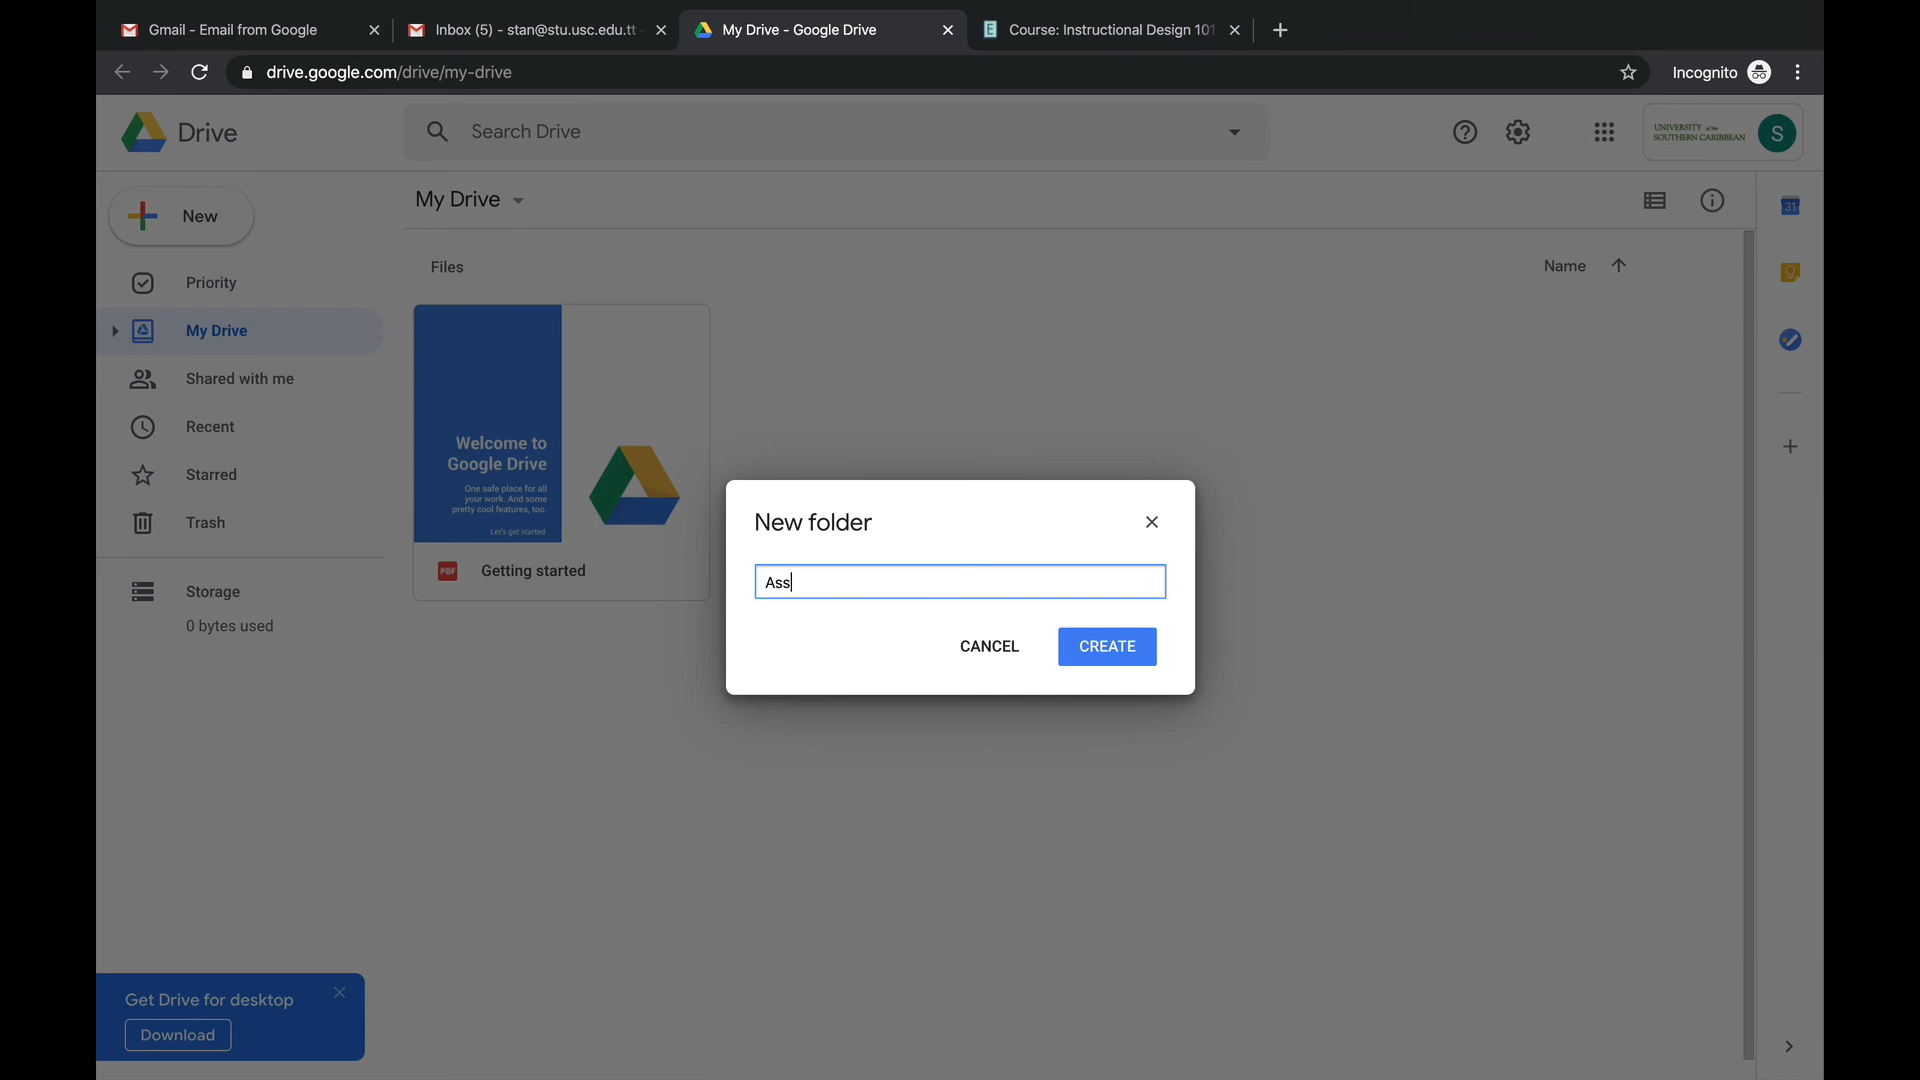 Gmail - Email from Google
Inbox (5) - stan@stu.usc.edu.tt -
My Drive - Google Drive
E
Course: Instructional Design 101
drive.google.com/drive/my-drive
Incognito
Drive
Search Drive
UNIVERSITY of the
SOUTHERN CARIBBEAN
S
New
My Drive
31
Files
Name
Priority
My Drive
Shared with me
Recent
Starred
Trash
Storage
0 bytes used
Welcome to
Google Drive
One safe place for all
your work. And some
pretty cool features, too.
Let's get started.
PDF
Getting started
New folder
Ass
CANCEL
CREATE
Get Drive for desktop
Download